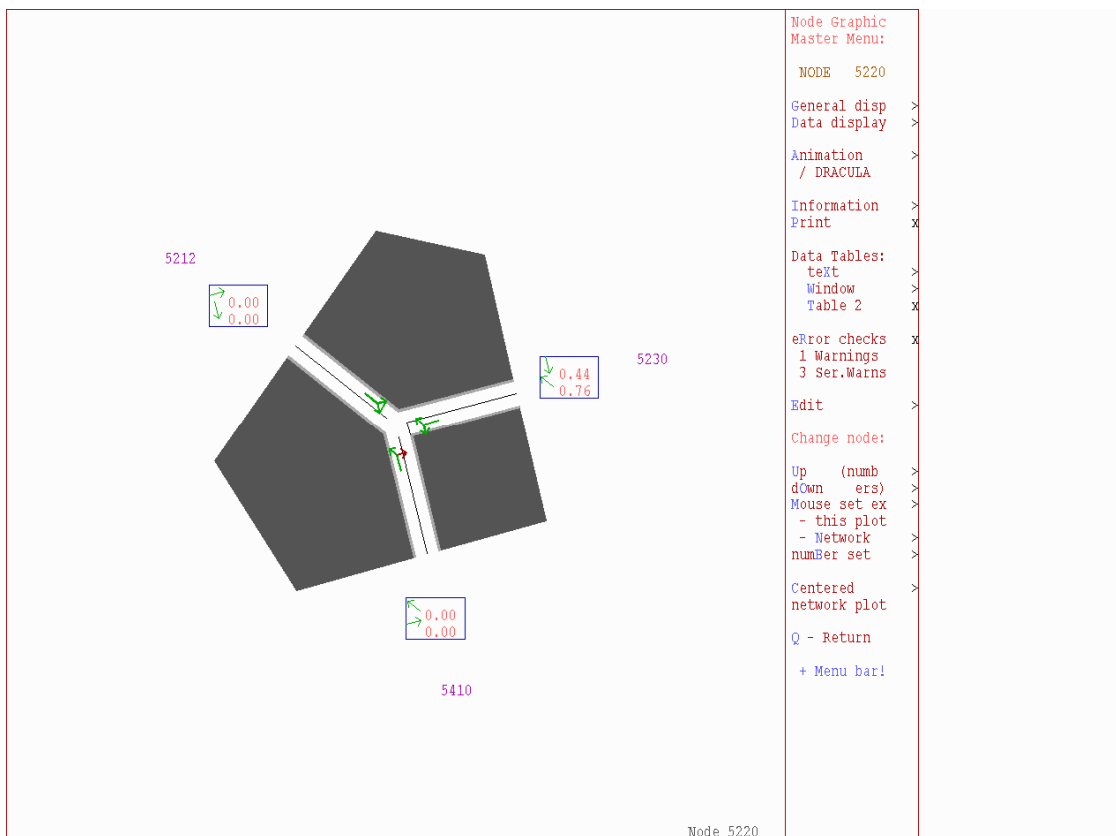 5212
0.00
0.00
5230
0.44
0.76
0.00
0.00
5410
Node 5220
Node Graphic
Master Menu:
NODE 5220
General disp >
Data display >
Animation >
/ DRACULA
Information >
Print x
Data Tables:
teXt >
Window >
Table 2 x
eRror checks x
1 Warnings
3 Ser.Warns
Edit >
Change node:
Up (numb >
dOwn ers) >
Mouse set ex >
- this plot
- Network >
numBer set >
Centered >
network plot
Q - Return
+ Menu bar!